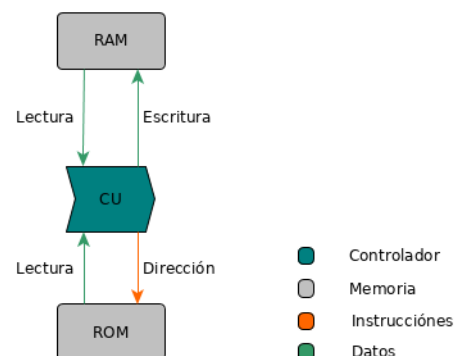 RAM
Lectura
Escritura
CU
Lectura
Dirección
ROM
Controlador
Memoria
Instrucciónes
Datos